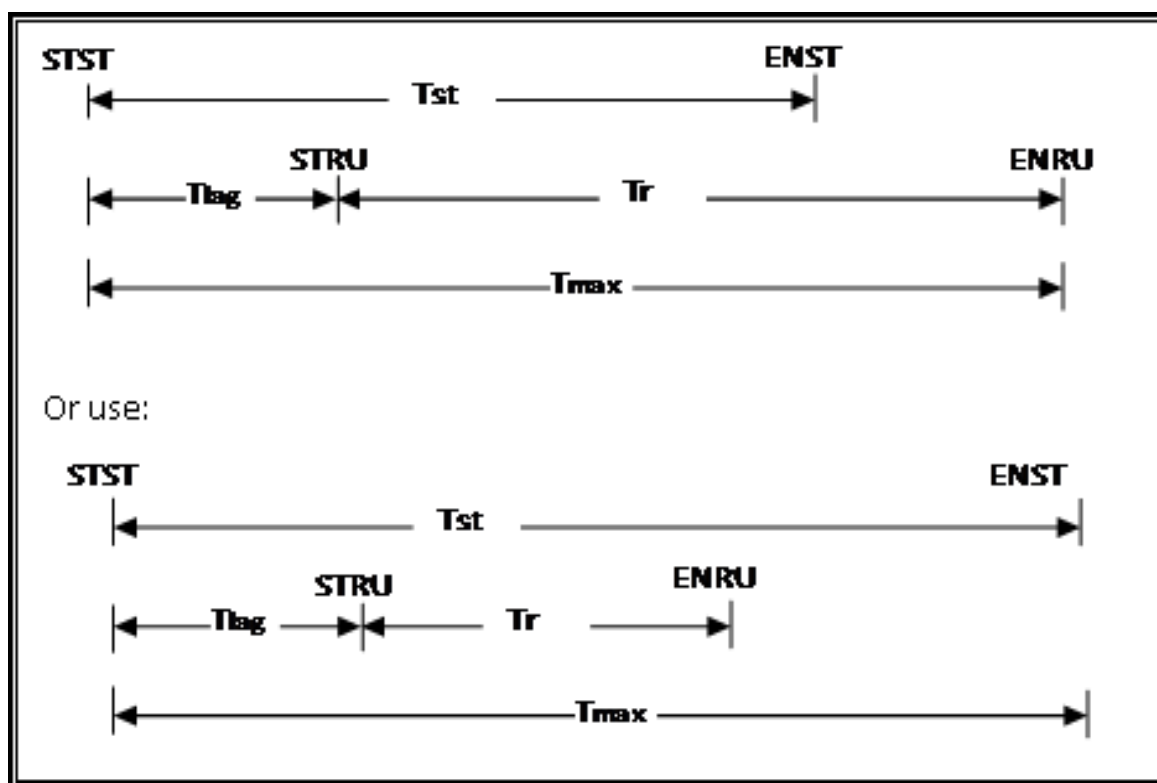 STST ENST
Tst
STRU ENRU
Tlag Tr
Tmax
Or use:
STST ENST
Tst
STRU ENRU
Tlag Tr
Tmax